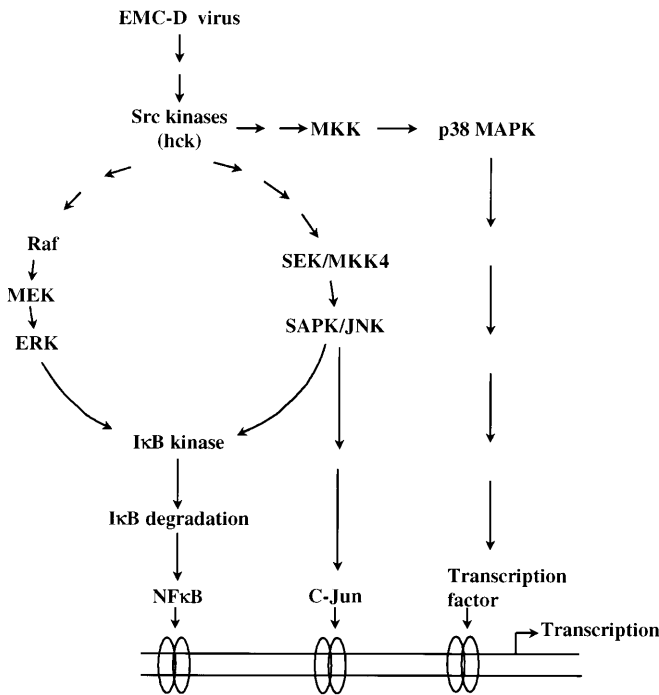 EMC-D virus
Src kinases
(hck)
MKK
p38 MAPK
Raf
MEK
ERK
SEK/MKK4
SAPK/JNK
IκB kinase
IκB degradation
NFκB
C-Jun
Transcription
factor
Transcription